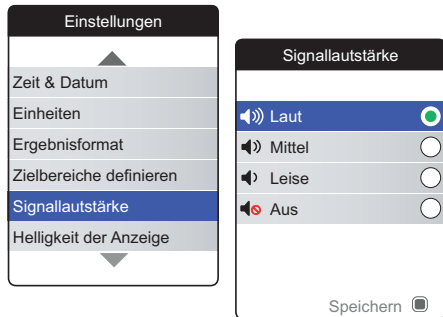 Einstellungen
Zeit & Datum
Einheiten
Ergebnisformat
Zielbereiche definieren
Signallautstärke
Helligkeit der Anzeige
Signallautstärke
Laut
Mittel
Leise
Aus
Speichern